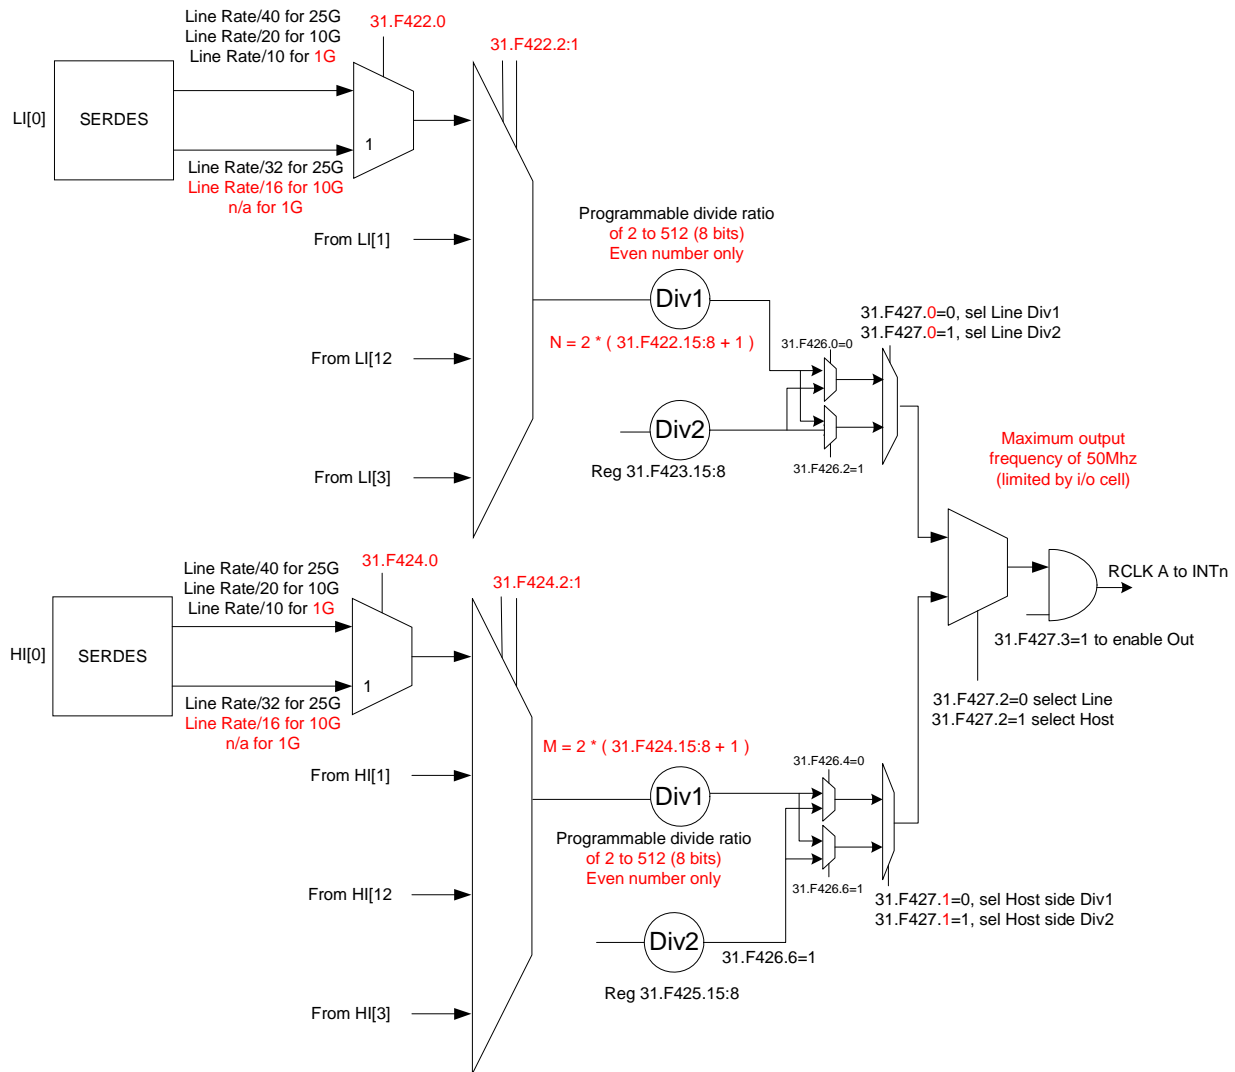 Line Rate/40 for 25G
Line Rate/20 for 10G
Line Rate/10 for 1G
31.F422.0
31.F422.2:1
LI[0]
SERDES
1
Line Rate/32 for 25G
Line Rate/16 for 10G
n/a for 1G
From LI[1]
From LI[12
From LI[3]
Programmable divide ratio
of 2 to 512 (8 bits)
Even number only
Div1
N = 2 * ( 31.F422.15:8 + 1 )
31.F426.0=0
31.F427.0=0, sel Line Div1
31.F427.0=1, sel Line Div2
Div2
Reg 31.F423.15:8
31.F426.2=1
Maximum output
frequency of 50Mhz
(limited by i/o cell)
RCLK A to INTn
31.F427.3=1 to enable Out
31.F427.2=0 select Line
31.F427.2=1 select Host
Line Rate/40 for 25G
Line Rate/20 for 10G
Line Rate/10 for 1G
31.F424.0
31.F424.2:1
HI[0]
SERDES
1
Line Rate/32 for 25G
Line Rate/16 for 10G
n/a for 1G
From HI[1]
From HI[12
From HI[3]
M = 2 * ( 31.F424.15:8 + 1 )
Div1
Programmable divide ratio
of 2 to 512 (8 bits)
Even number only
31.F426.4=0
31.F426.6=1
31.F427.1=0, sel Host side Div1
31.F427.1=1, sel Host side Div2
Div2
31.F426.6=1
Reg 31.F425.15:8